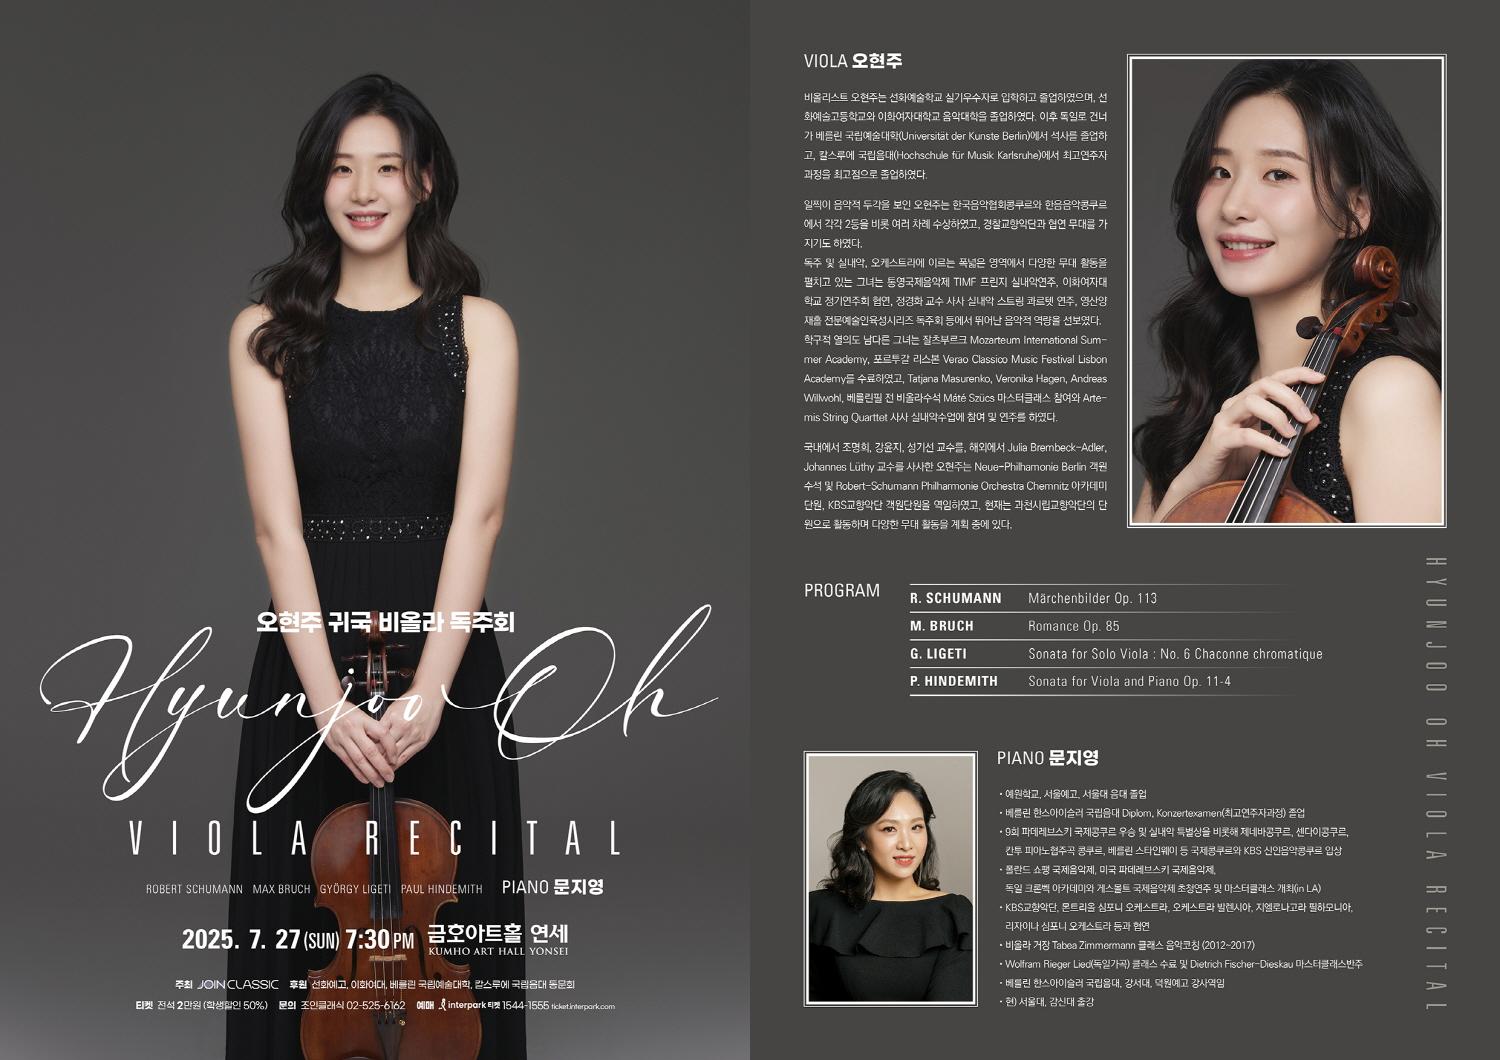 오현주 귀국 비올라 독주회
Hyunjoo Oh
VIOLA RECITAL
ROBERT SCHUMANN MAX BRUCH GYÖRGY LIGETI PAUL HINDEMITH PIANO 문지영
2025. 7. 27 (SUN) 7:30 PM 금호아트홀 연세
KUMHO ART HALL YONSEI
주최 JOIN CLASSIC 후원 선화예고, 이화여대, 베를린 국립예술대학, 칼스루에 국립음대 동문회
티켓 전석 2만원 (학생할인 50%) 문의 조인클래식 02-525-6162 예매 interpark 티켓 1544-1555 ticket.interpark.com
VIOLA 오현주
비올리스트 오현주는 선화예술학교 실기우수자로 입학하고 졸업하였으며, 선
화예술고등학교와 이화여자대학교 음악대학을 졸업하였다. 이후 독일로 건너
가 베를린 국립예술대학(Universität der Kunste Berlin)에서 석사를 졸업하
고, 칼스루에 국립음대(Hochschule für Musik Karlsruhe)에서 최고연주자
과정을 최고점으로 졸업하였다.
일찍이 음악적 두각을 보인 오현주는 한국음악협회콩쿠르와 한음음악콩쿠르
에서 각각 2등을 비롯 여러 차례 수상하였고, 경찰교향악단과 협연 무대를 가
지기도 하였다.
독주 및 실내악, 오케스트라에 이르는 폭넓은 영역에서 다양한 무대 활동을
펼치고 있는 그녀는 통영국제음악제 TIMF 프린지 실내악연주, 이화여자대
학교 정기연주회 협연, 정경화 교수 사사 실내악 스트링 콰르텟 연주, 영산양
재홀 전문예술인육성시리즈 독주회 등에서 뛰어난 음악적 역량을 선보였다.
학구적 열의도 남다른 그녀는 잘츠부르크 Mozarteum International Sum-
mer Academy, 포르투갈 리스본 Verao Classico Music Festival Lisbon
Academy를 수료하였고, Tatjana Masurenko, Veronika Hagen, Andreas
Willwohl, 베를린필 전 비올라수석 Máté Szücs 마스터클래스 참여와 Arte-
mis String Quarttet 사사 실내악수업에 참여 및 연주를 하였다.
국내에서 조명희, 강윤지, 성기선 교수를, 해외에서 Julia Brembeck-Adler,
Johannes Lüthy 교수를 사사한 오현주는 Neue-Philhamonie Berlin 객원
수석 및 Robert-Schumann Philharmonie Orchestra Chemnitz 아카데미
단원, KBS교향악단 객원단원을 역임하였고, 현재는 과천시립교향악단의 단
원으로 활동하며 다양한 무대 활동을 계획 중에 있다.
PROGRAM
R. SCHUMANN Märchenbilder Op. 113
M. BRUCH Romance Op. 85
G. LIGETI Sonata for Solo Viola : No. 6 Chaconne chromatique
P. HINDEMITH Sonata for Viola and Piano Op. 11-4
HYUNJOO OH VIOLA RECITAL
PIANO 문지영
• 예원학교, 서울예고, 서울대 음대 졸업
• 베를린 한스아이슬러 국립음대 Diplom, Konzertexamen(최고연주자과정) 졸업
• 9회 파데레브스키 국제콩쿠르 우승 및 실내악 특별상을 비롯해 제네바콩쿠르, 센다이콩쿠르,
칸투 피아노협주곡 콩쿠르, 베를린 스타인웨이 등 국제콩쿠르와 KBS 신인음악콩쿠르 입상
• 폴란드 쇼팽 국제음악제, 미국 파데레브스키 국제음악제,
독일 크론벡 아카데미와 게스몰트 국제음악제 초청연주 및 마스터클래스 개최(in LA)
• KBS교향악단, 몬트리올 심포니 오케스트라, 오케스트라 발렌시아, 지엘로나고라 필하모니아,
리자이나 심포니 오케스트라 등과 협연
• 비올라 거장 Tabea Zimmermann 클래스 음악코칭 (2012~2017)
• Wolfram Rieger Lied(독일가곡) 클래스 수료 및 Dietrich Fischer-Dieskau 마스터클래스반주
• 베를린 한스아이슬러 국립음대, 강서대, 덕원예고 강사역임
• 현) 서울대, 감신대 출강